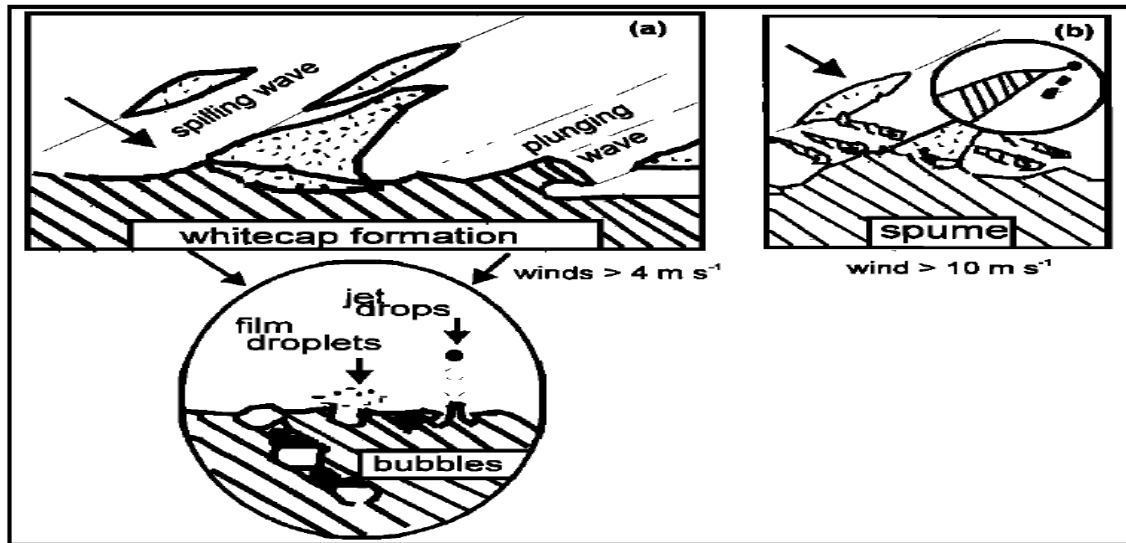 (a)
spilling wave
plunging
wave
whitecap formation
winds > 4 m s⁻¹
(b)
spume
wind > 10 m s⁻¹
jet
drops
film
droplets
bubbles